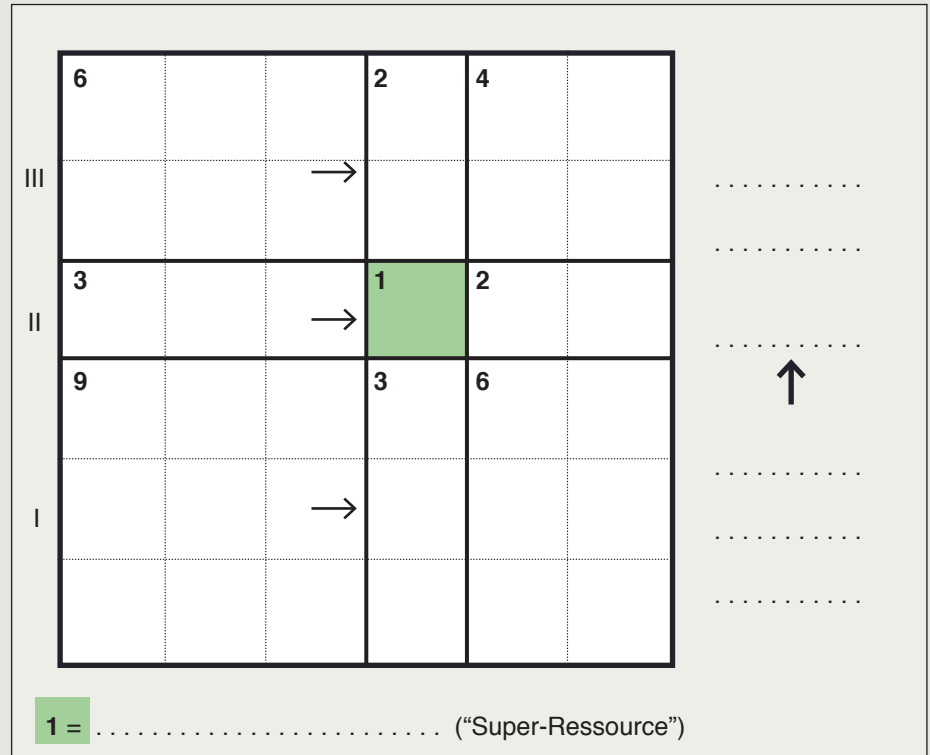 6 2 4
III → . . . . . . . . . . .
. . . . . . . . . . .
3 1 2
II → . . . . . . . . . . .
↑
9 3 6
. . . . . . . . . . .
I → . . . . . . . . . . .
. . . . . . . . . . .
1 = . . . . . . . . . . . . . . . . . . . . . . . . . (“Super-Ressource”)